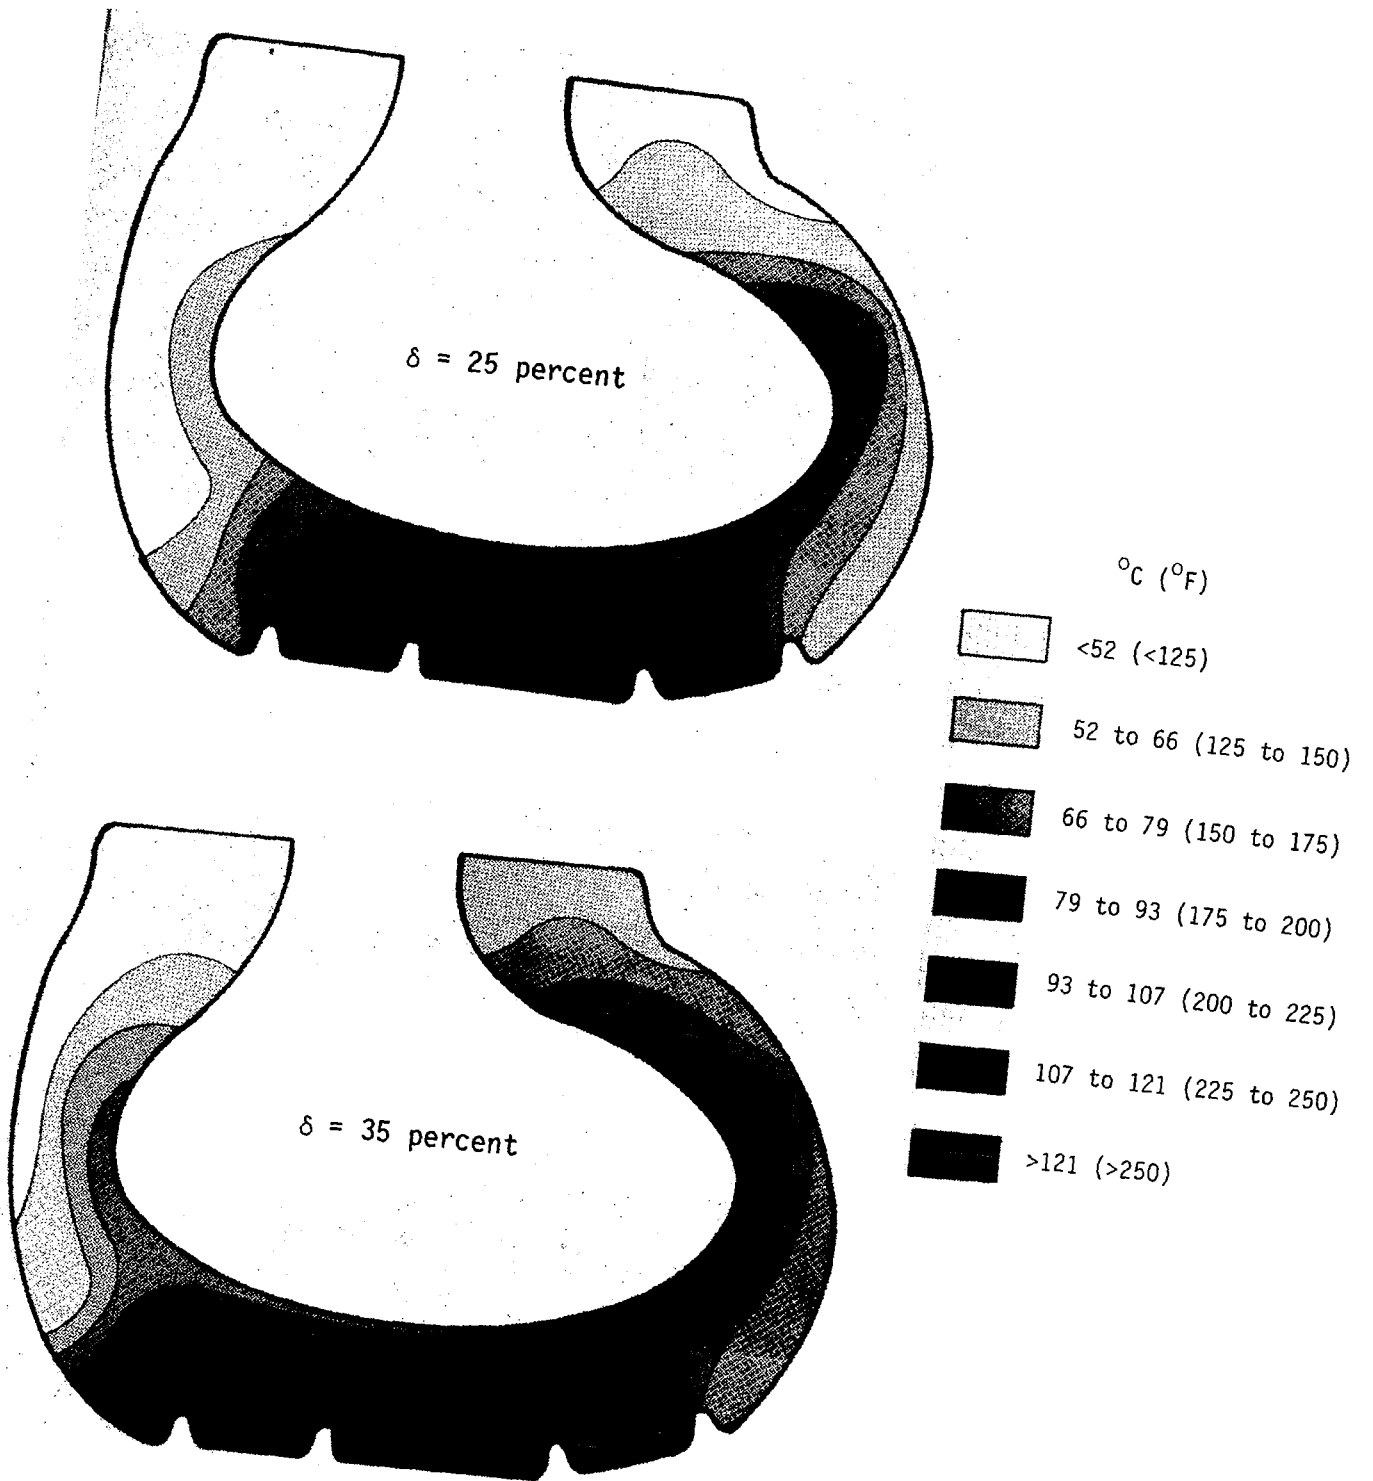 δ = 25 percent
°C (°F)
<52 (<125)
52 to 66 (125 to 150)
66 to 79 (150 to 175)
79 to 93 (175 to 200)
93 to 107 (200 to 225)
107 to 121 (225 to 250)
>121 (>250)
δ = 35 percent